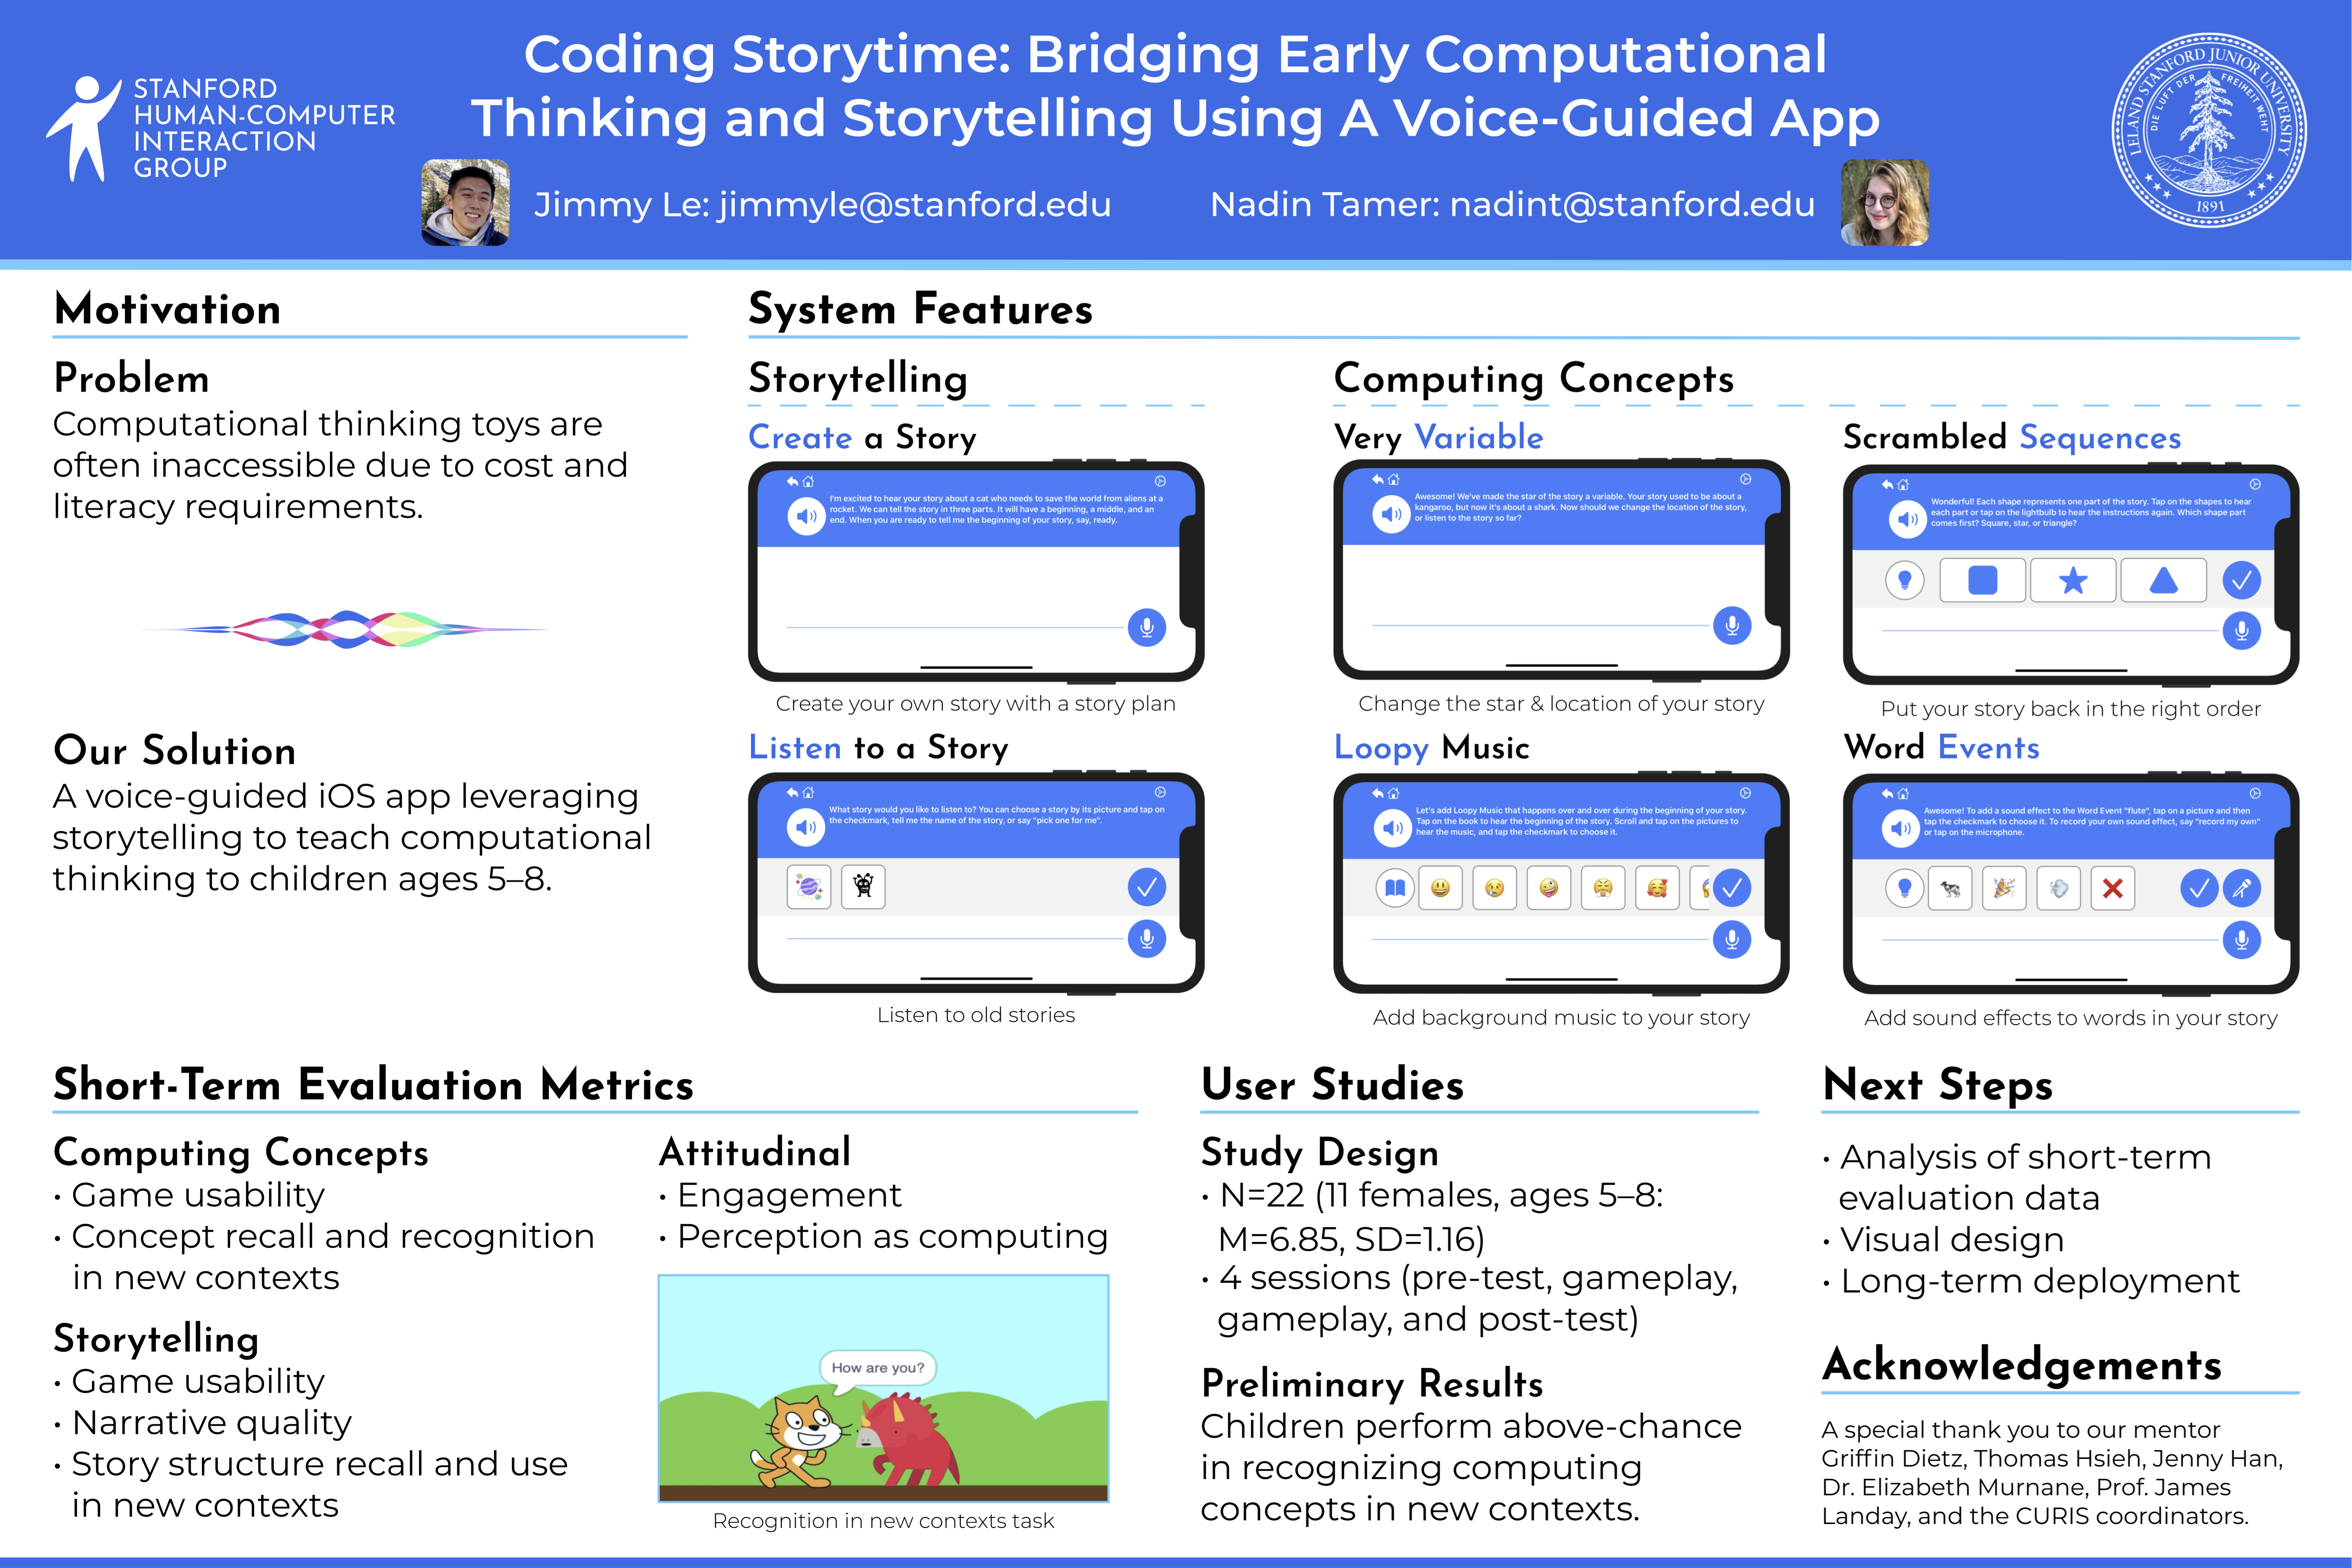 STANFORD
HUMAN-COMPUTER
INTERACTION
GROUP
Coding Storytime: Bridging Early Computational
Thinking and Storytelling Using A Voice-Guided App
Jimmy Le: jimmyle@stanford.edu
Nadin Tamer: nadint@stanford.edu
LELAND STANFORD JUNIOR UNIVERSITY
DIE LUFT DER FREIHEIT WEHT
1891
Motivation
Problem
Computational thinking toys are
often inaccessible due to cost and
literacy requirements.
Our Solution
A voice-guided iOS app leveraging
storytelling to teach computational
thinking to children ages 5–8.
System Features
Storytelling
Create a Story
I'm excited to hear your story about a cat who needs to save the world from aliens at a
rocket. We can tell the story in three parts. It will have a beginning, a middle, and an
end. When you are ready to tell me the beginning of your story, say, ready.
Create your own story with a story plan
Listen to a Story
What story would you like to listen to? You can choose a story by its picture and tap on
the checkmark, tell me the name of the story, or say "pick one for me".
Listen to old stories
Computing Concepts
Very Variable
Awesome! We've made the star of the story a variable. Your story used to be about a
kangaroo, but now it's about a shark. Now should we change the location of the story,
or listen to the story so far?
Change the star & location of your story
Scrambled Sequences
Wonderful! Each shape represents one part of the story. Tap on the shapes to hear
each part or tap on the lightbulb to hear the instructions again. Which shape part
comes first? Square, star, or triangle?
Put your story back in the right order
Loopy Music
Let's add Loopy Music that happens over and over during the beginning of your story.
Tap on the book to hear the beginning of the story. Scroll and tap on the pictures to
hear the music, and tap the checkmark to choose it.
Add background music to your story
Word Events
Awesome! To add a sound effect to the Word Event "flute", tap on a picture and then
tap the checkmark to choose it. To record your own sound effect, say "record my own"
or tap on the microphone.
Add sound effects to words in your story
Short-Term Evaluation Metrics
Computing Concepts
• Game usability
• Concept recall and recognition
in new contexts
Storytelling
• Game usability
• Narrative quality
• Story structure recall and use
in new contexts
Attitudinal
• Engagement
• Perception as computing
How are you?
Recognition in new contexts task
User Studies
Study Design
• N=22 (11 females, ages 5–8:
M=6.85, SD=1.16)
• 4 sessions (pre-test, gameplay,
gameplay, and post-test)
Preliminary Results
Children perform above-chance
in recognizing computing
concepts in new contexts.
Next Steps
• Analysis of short-term
evaluation data
• Visual design
• Long-term deployment
Acknowledgements
A special thank you to our mentor
Griffin Dietz, Thomas Hsieh, Jenny Han,
Dr. Elizabeth Murnane, Prof. James
Landay, and the CURIS coordinators.